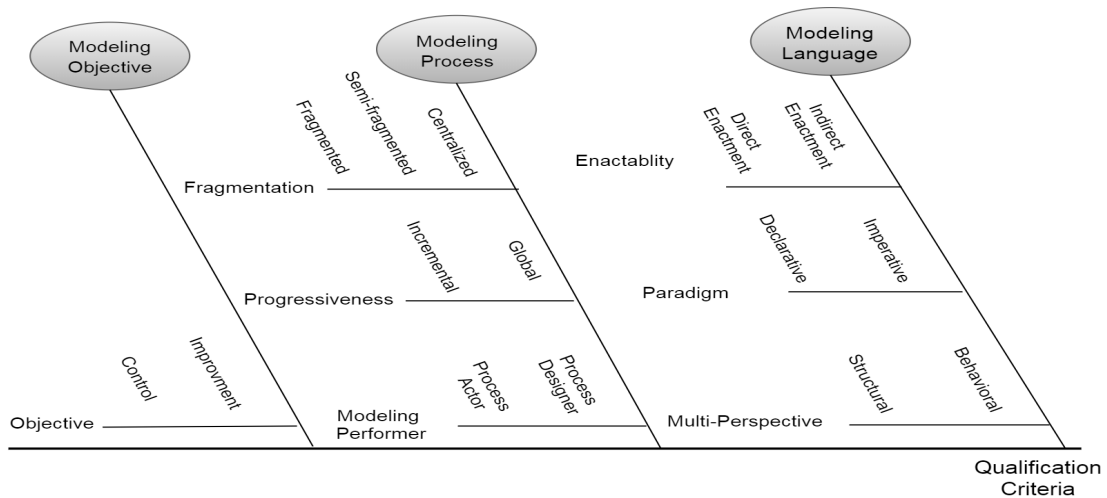 Modeling
Objective
Modeling
Process
Modeling
Language
Fragmented
Semi-fragmented
Centralized
Fragmentation
Direct
Enactment
Indirect
Enactment
Enactablity
Incremental
Global
Progressiveness
Declarative
Imperative
Paradigm
Control
Improvment
Objective
Process
Actor
Process
Designer
Modeling
Performer
Structural
Behavioral
Multi-Perspective
Qualification
Criteria